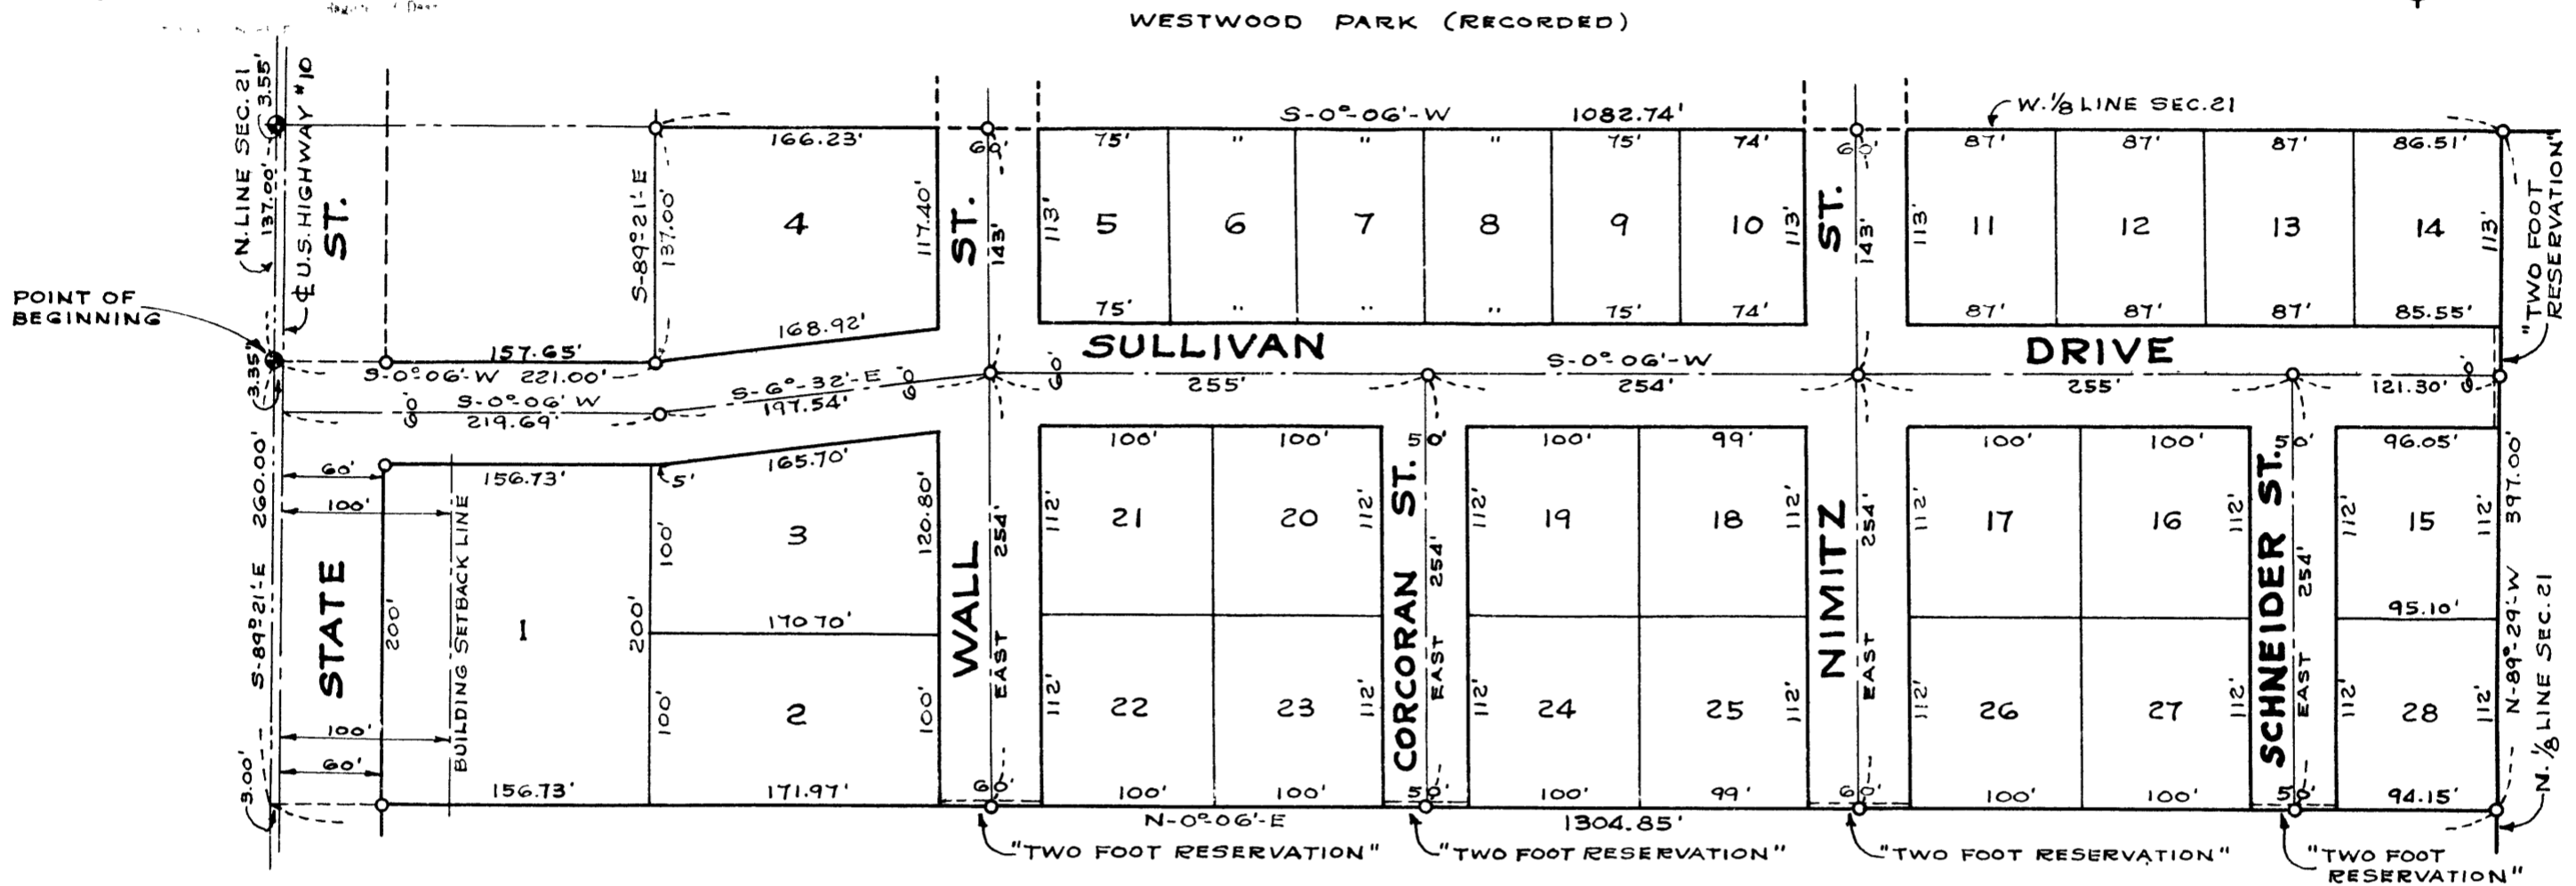 WESTWOOD PARK (RECORDED)
N. LINE SEC. 21
137.00'
3.55'
℄ U.S. HIGHWAY #10
ST.
S-89°-21'-E
137.00'
166.23'
4
117.40'
168.92'
ST.
60'
143'
S-0°-06'-W 1082.74'
W. 1/8 LINE SEC. 21
75' " " " 75' 74'
113' 5 6 7 8 9 10 113'
75' " " " 75' 74'
ST.
60'
143'
87' 87' 87' 86.51'
113' 11 12 13 14 113'
87' 87' 87' 85.55'
"TWO FOOT
RESERVATION"
POINT OF
BEGINNING
157.65'
S-0°-06'-W 221.00'
3.35'
60'
S-0°-06' W
219.69'
S-6°-32'-E
197.54'
60'
SULLIVAN DRIVE
60'
S-0°-06'-W
255' 254' 255' 121.30'
60'
S-89°-21'-E 260.00'
60'
100'
STATE
200'
BUILDING SETBACK LINE
156.73'
1
200'
5'
165.70'
100'
3
120.80'
170.70'
100'
2
100'
100'
60'
3.00'
156.73'
171.97'
WALL
EAST 254'
60'
100' 100'
112' 21 20 112'
112' 22 23 112'
100' 100'
CORCORAN ST.
50'
EAST 254'
50'
100' 99'
112' 19 18 112'
112' 24 25 112'
100' 99'
NIMITZ
EAST 254'
60'
100' 100'
112' 17 16 112'
112' 26 27 112'
100' 100'
SCHNEIDER ST.
50'
EAST 254'
50'
96.05'
112' 15 112'
95.10'
112' 28 112'
94.15'
N-89°-29'-W 397.00'
N. 1/8 LINE SEC. 21
N-0°-06'-E 1304.85'
"TWO FOOT RESERVATION"
"TWO FOOT RESERVATION"
"TWO FOOT RESERVATION"
"TWO FOOT
RESERVATION"